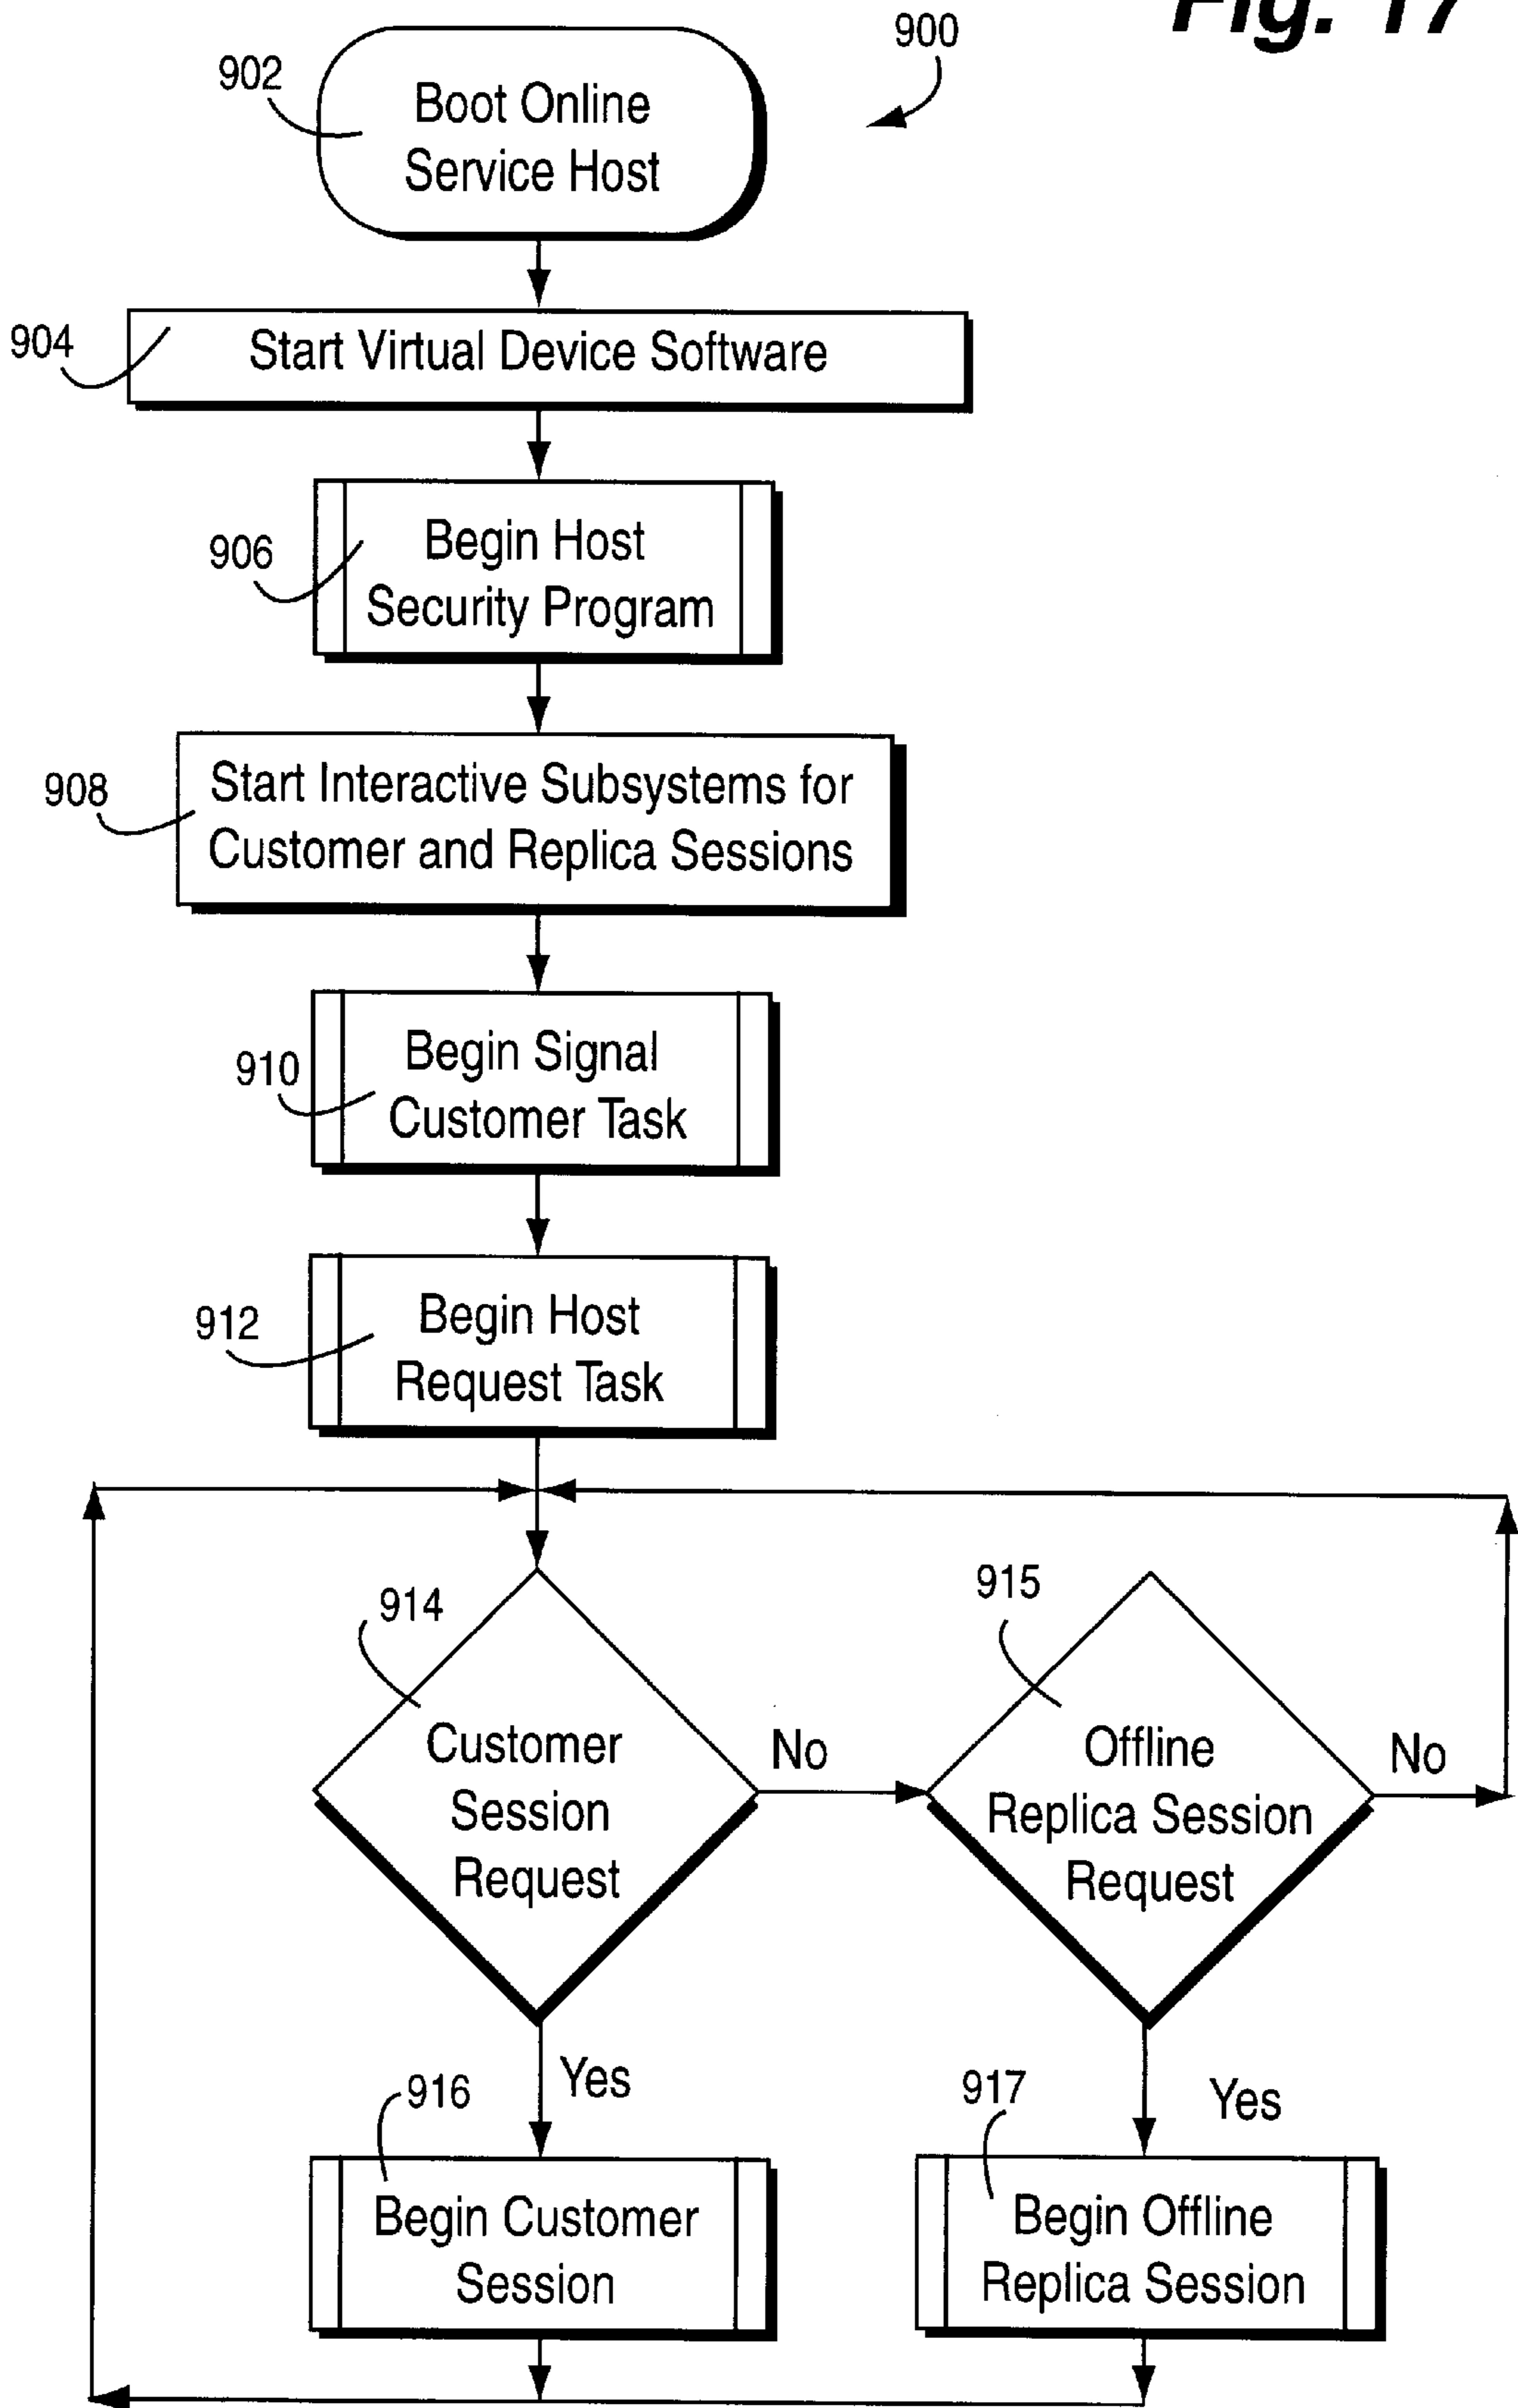 Fig. 17
900
902
Boot Online
Service Host
904
Start Virtual Device Software
906
Begin Host
Security Program
908
Start Interactive Subsystems for
Customer and Replica Sessions
910
Begin Signal
Customer Task
912
Begin Host
Request Task
914
Customer
Session
Request
No
915
Offline
Replica Session
Request
No
Yes
916
Begin Customer
Session
Yes
917
Begin Offline
Replica Session